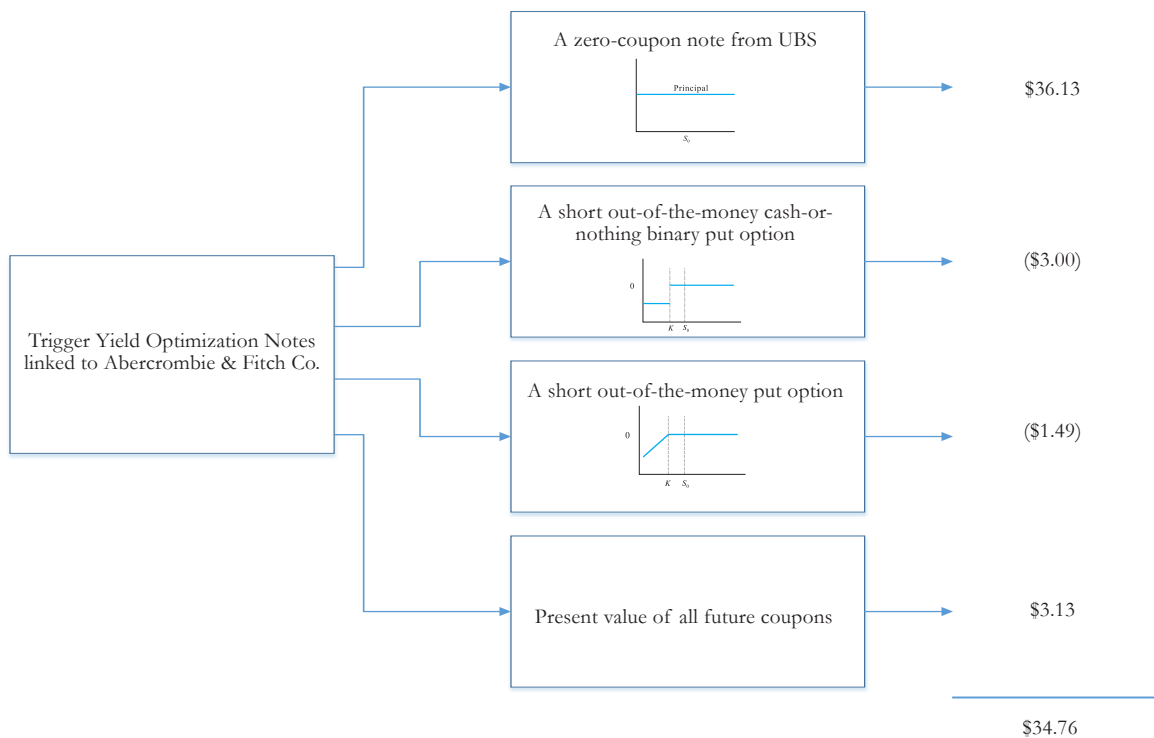 A zero-coupon note from UBS
Principal
S₀
$36.13
A short out-of-the-money cash-or-
nothing binary put option
0
K S₀
($3.00)
Trigger Yield Optimization Notes
linked to Abercrombie & Fitch Co.
A short out-of-the-money put option
0
K S₀
($1.49)
Present value of all future coupons
$3.13
$34.76